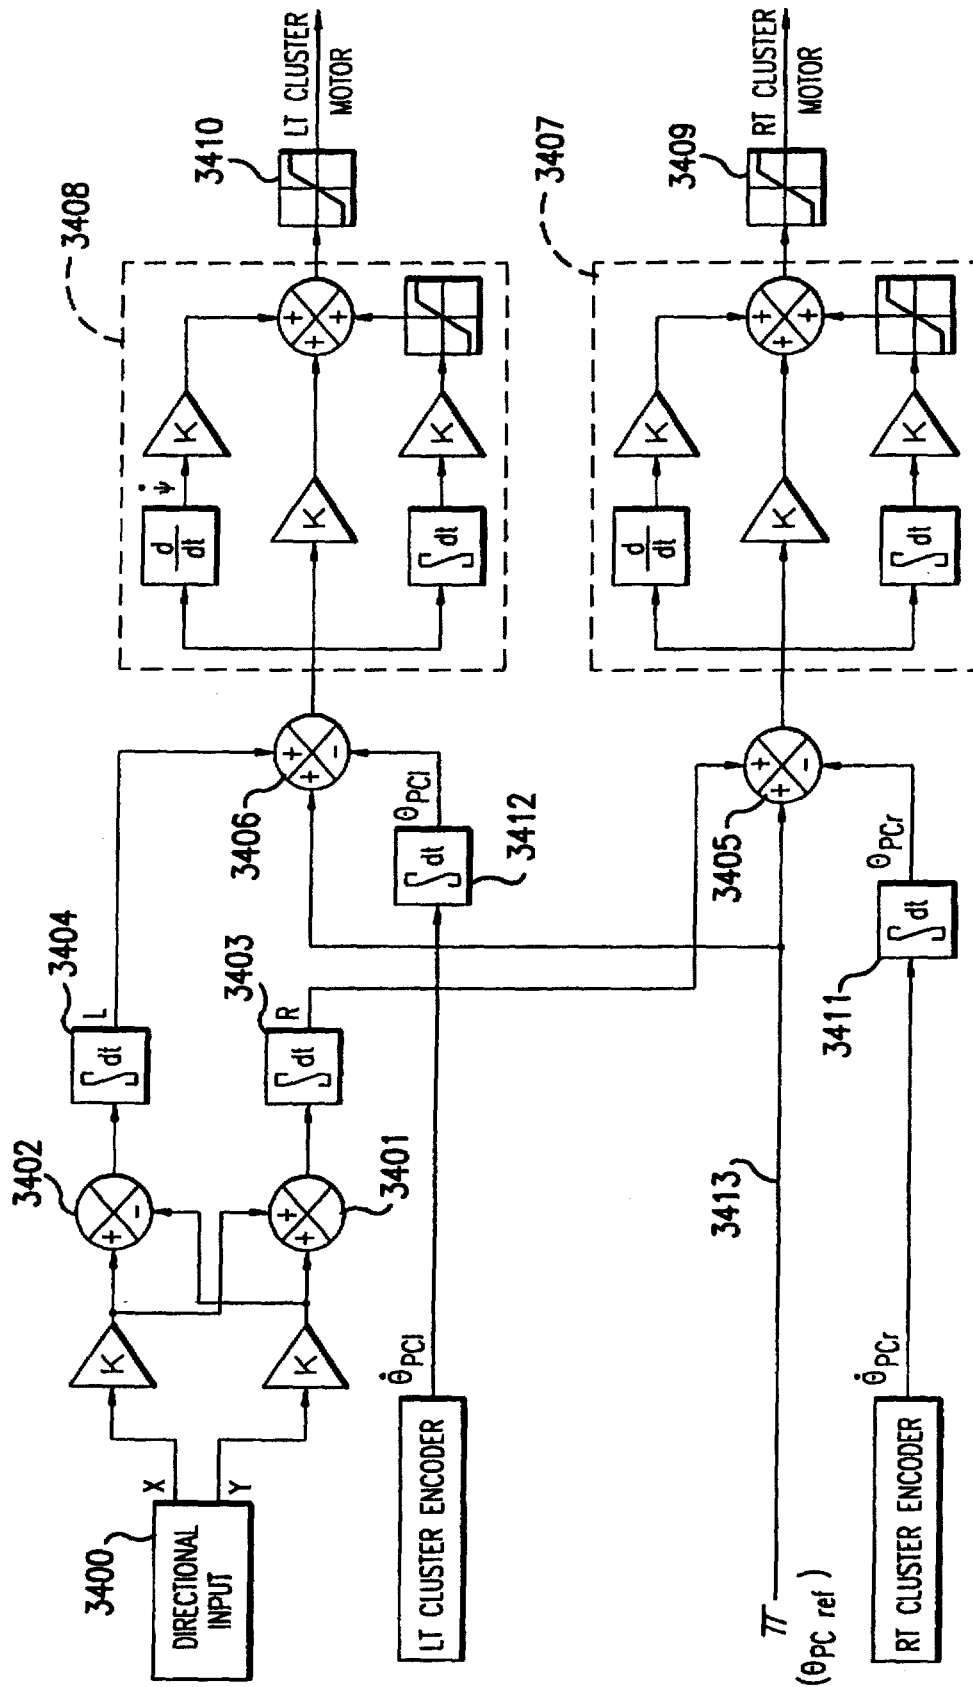 3400
DIRECTIONAL
INPUT
X
Y
K
K
3402
+
-
3401
+
+
3404
∫dt
L
3403
∫dt
R
LT CLUSTER ENCODER
θ̇PCl
∫dt
3412
θPCl
3406
+
+
-
3408
d/dt
ψ̇
K
K
∫dt
K
+
+
+
3410
LT CLUSTER
MOTOR
π
(θPC ref)
3413
RT CLUSTER ENCODER
θ̇PCr
∫dt
3411
θPCr
3405
+
+
-
3407
d/dt
K
K
∫dt
K
+
+
+
3409
RT CLUSTER
MOTOR